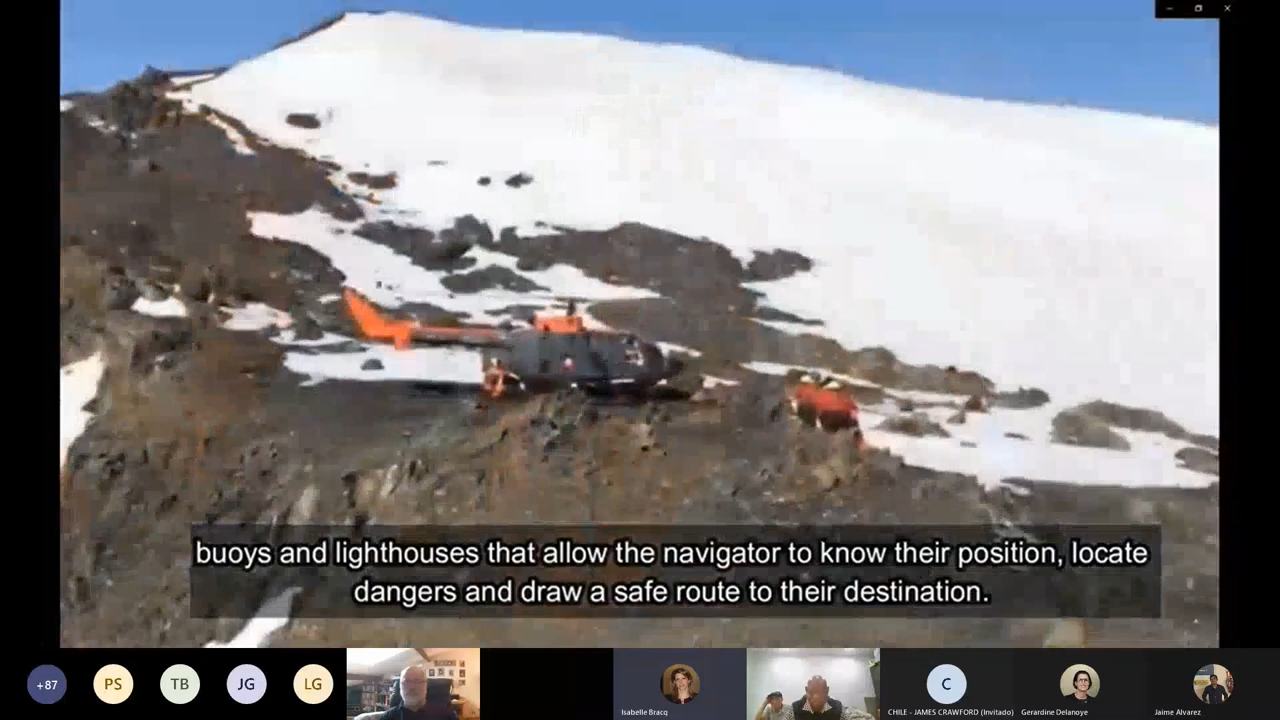 buoys and lighthouses that allow the navigator to know their position, locate
dangers and draw a safe route to their destination.
+87
PS
TB
JG
LG
C
Isabelle Bracq
CHILE - JAMES CRAWFORD (Invitado)
Gerardine Delanoye
Jaime Alvarez